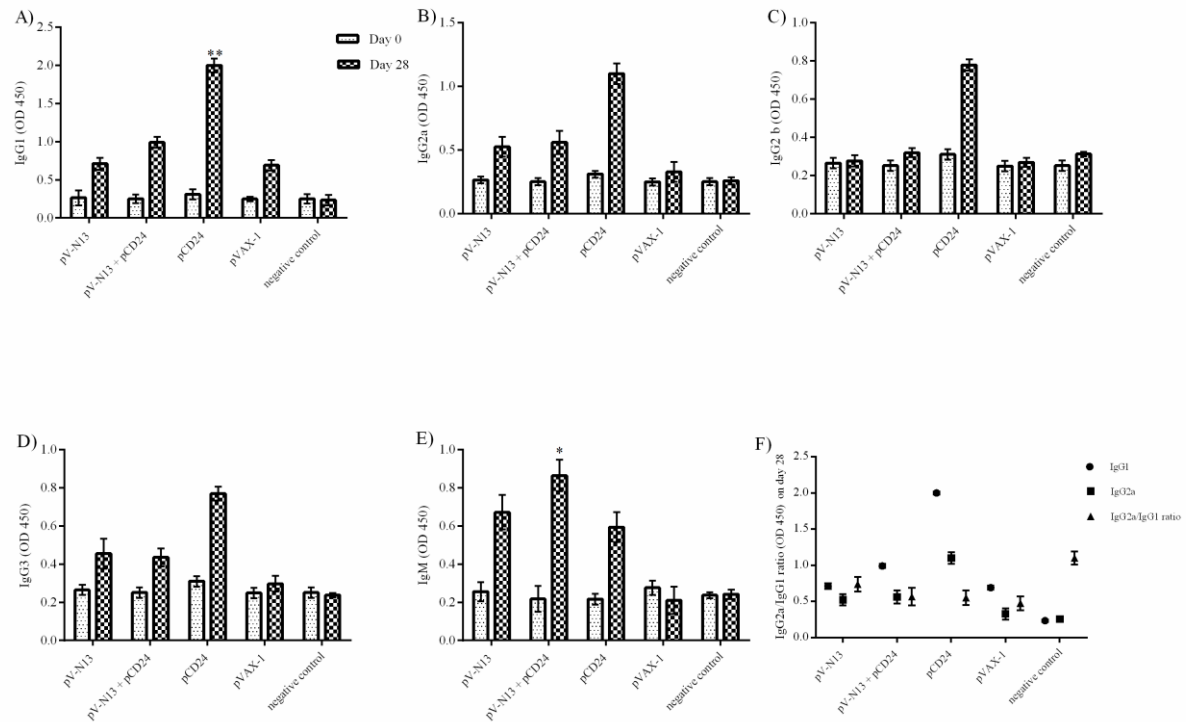 A)
IgG1 (OD 450)
2.5
2.0
1.5
1.0
0.5
0.0
**
Day 0
Day 28
pV-N13
pV-N13 + pCD24
pCD24
pVAX-1
negative control
B)
IgG2a (OD 450)
1.5
1.0
0.5
0.0
pV-N13
pV-N13 + pCD24
pCD24
pVAX-1
negative control
C)
IgG2 b (OD 450)
1.0
0.8
0.6
0.4
0.2
0.0
pV-N13
pV-N13 + pCD24
pCD24
pVAX-1
negative control
D)
IgG3 (OD 450)
1.0
0.8
0.6
0.4
0.2
0.0
pV-N13
pV-N13 + pCD24
pCD24
pVAX-1
negative control
E)
IgM (OD 450)
1.0
0.8
0.6
0.4
0.2
0.0
*
pV-N13
pV-N13 + pCD24
pCD24
pVAX-1
negative control
F)
IgG2a/IgG1 ratio (OD 450) on day 28
2.5
2.0
1.5
1.0
0.5
0.0
IgG1
IgG2a
IgG2a/IgG1 ratio
pV-N13
pV-N13 + pCD24
pCD24
pVAX-1
negative control